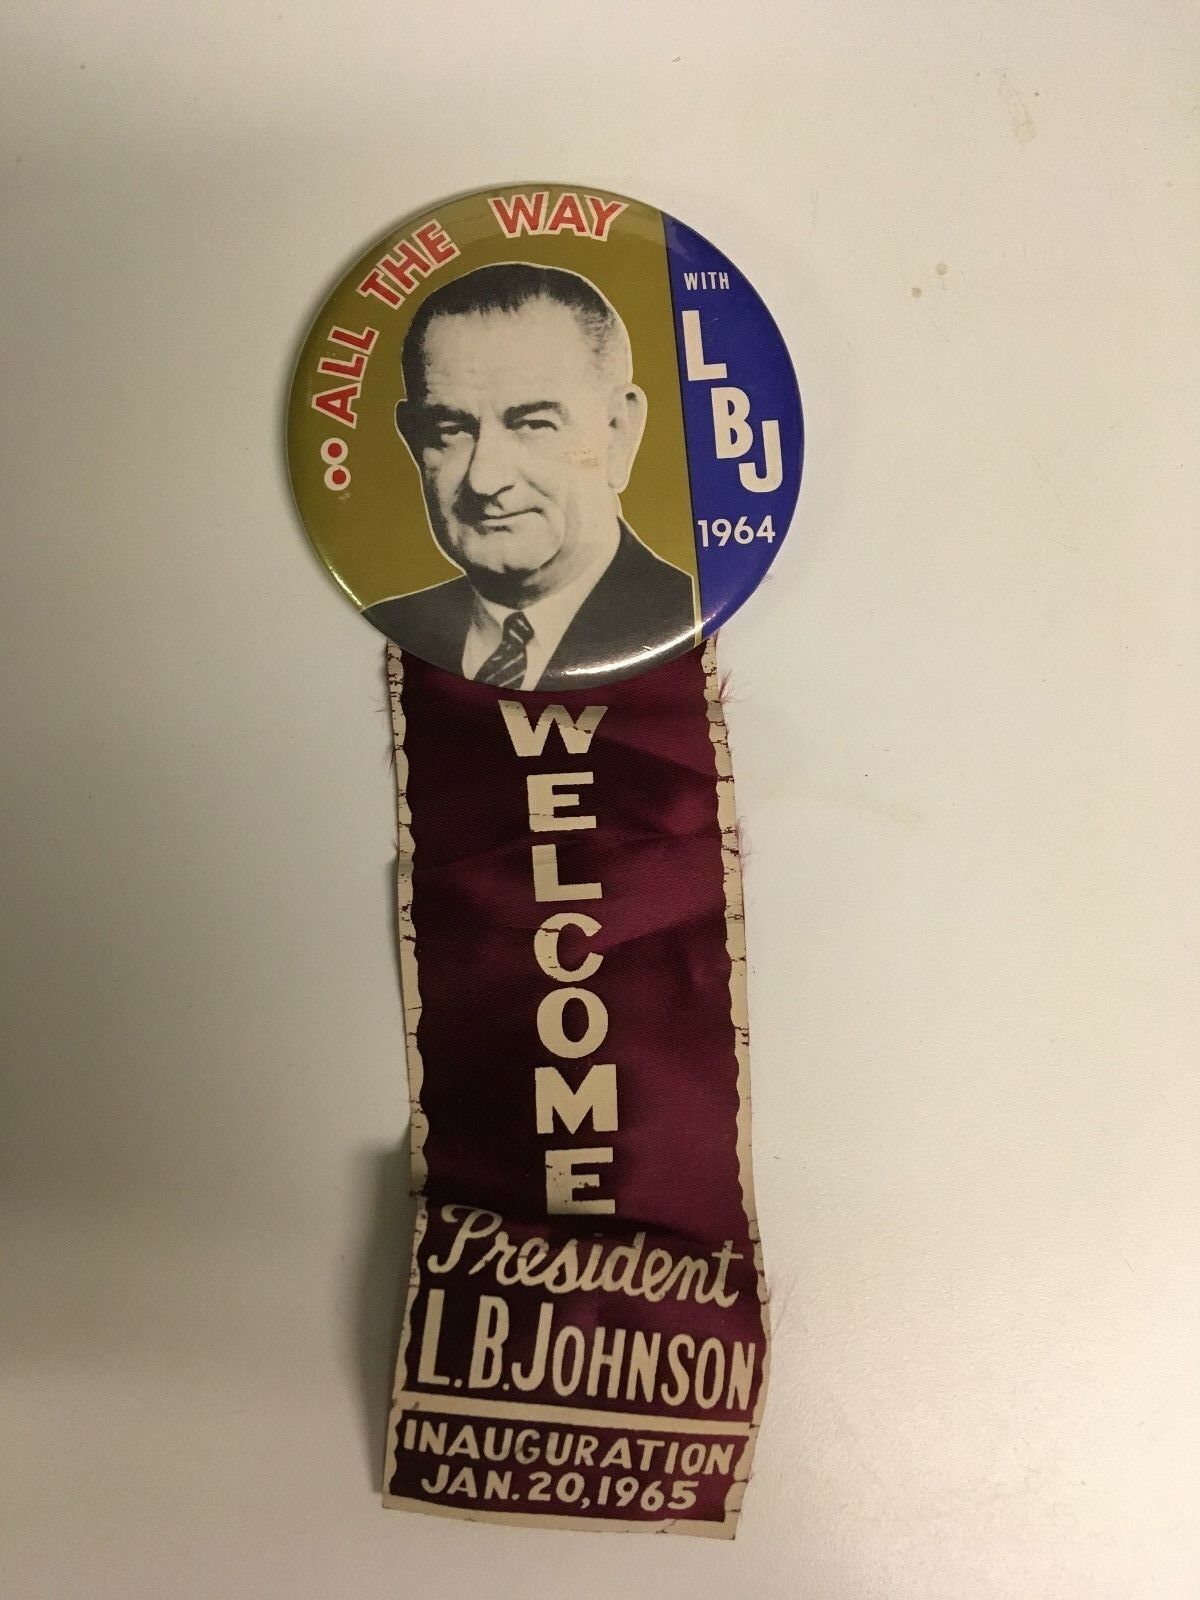 ALL THE WAY
WITH
LBJ
1964
WELCOME
President
L.B.JOHNSON
INAUGURATION
JAN.20,1965